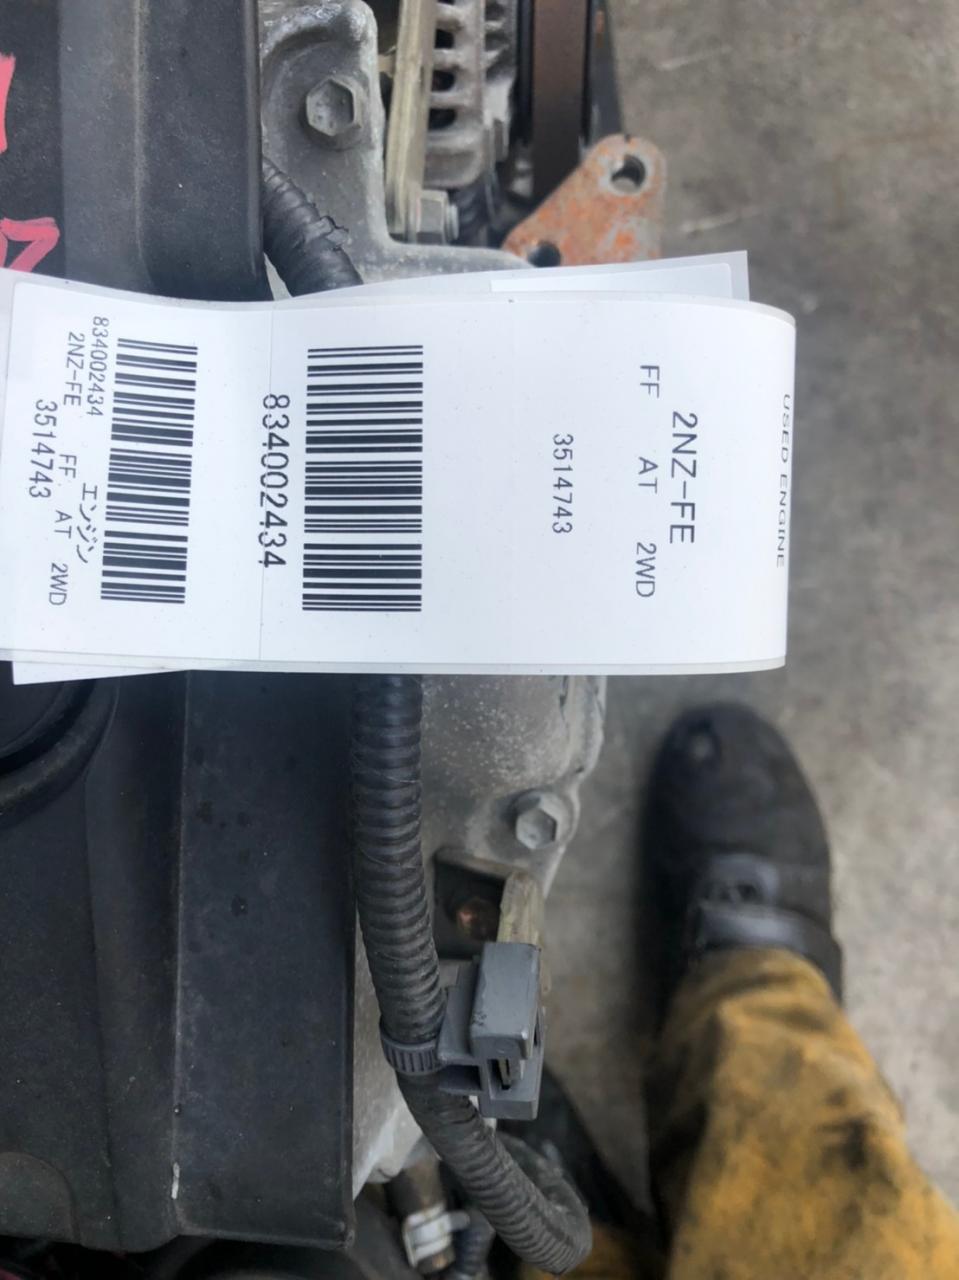 USED ENGINE
2NZ-FE
FF AT 2WD
3514743
834002434
エンジン
834002434
2NZ-FE FF AT 2WD
3514743